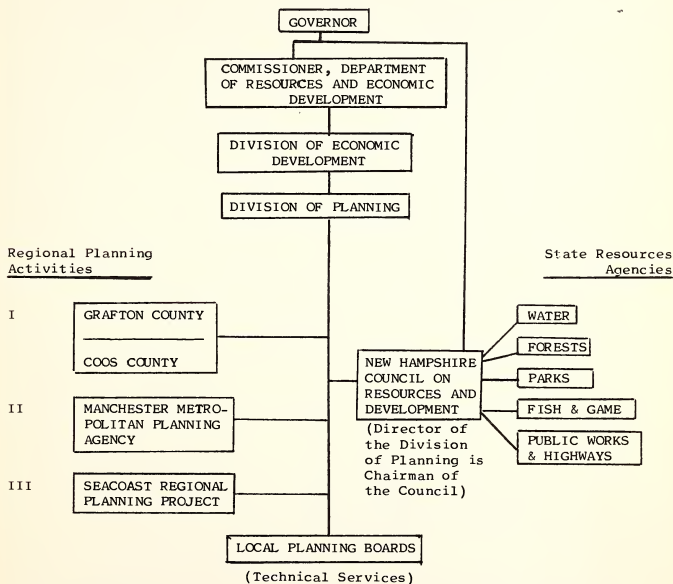 GOVERNOR
COMMISSIONER, DEPARTMENT
OF RESOURCES AND ECONOMIC
DEVELOPMENT
DIVISION OF ECONOMIC
DEVELOPMENT
DIVISION OF PLANNING
Regional Planning
Activities
State Resources
Agencies
I
GRAFTON COUNTY
COOS COUNTY
II
MANCHESTER METRO-
POLITAN PLANNING
AGENCY
III
SEACOAST REGIONAL
PLANNING PROJECT
NEW HAMPSHIRE
COUNCIL ON
RESOURCES AND
DEVELOPMENT
(Director of
the Division
of Planning is
Chairman of
the Council)
WATER
FORESTS
PARKS
FISH & GAME
PUBLIC WORKS
& HIGHWAYS
LOCAL PLANNING BOARDS
(Technical Services)